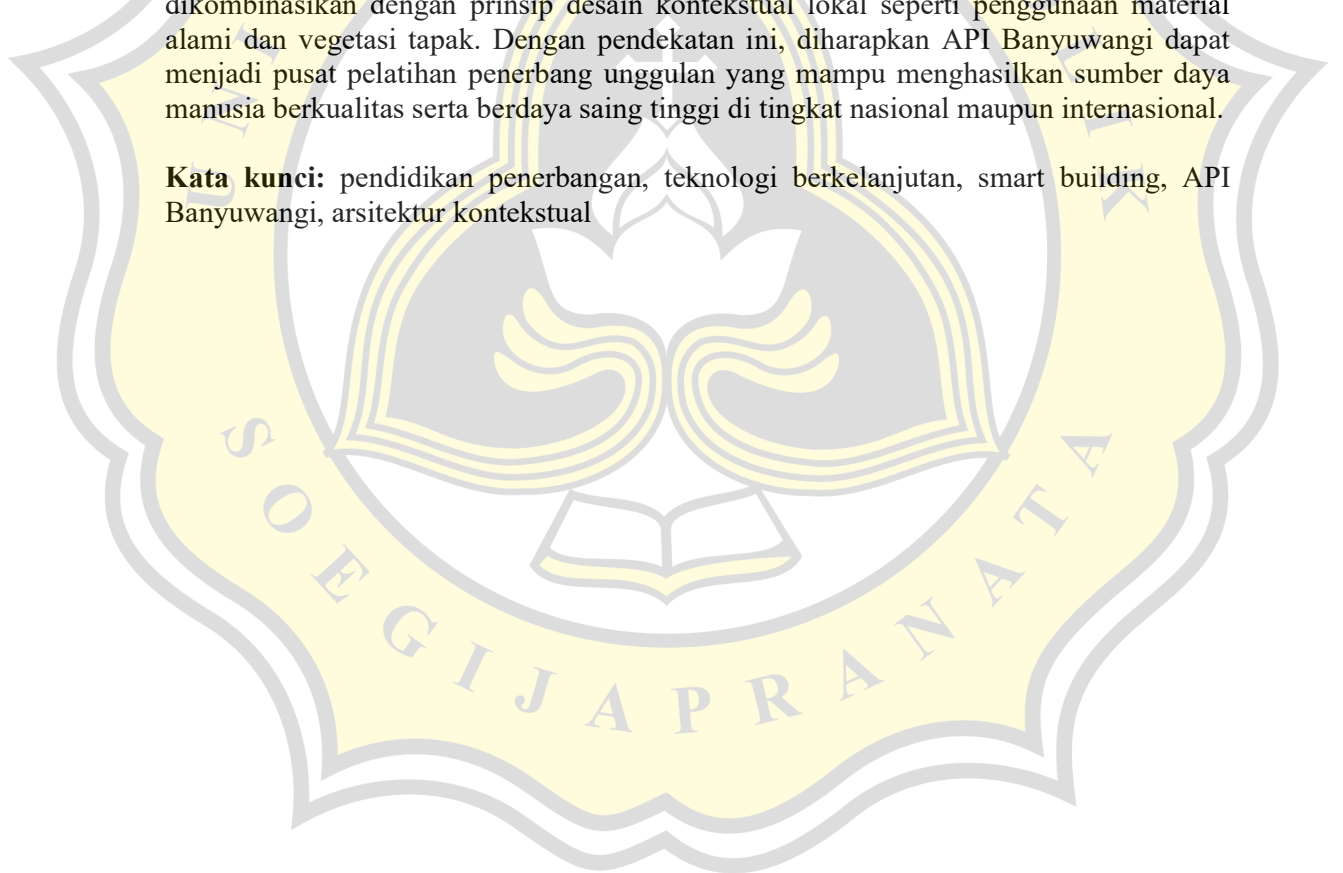 dikombinasikan dengan prinsip desain kontekstual lokal seperti penggunaan material
alami dan vegetasi tapak. Dengan pendekatan ini, diharapkan API Banyuwangi dapat
menjadi pusat pelatihan penerbang unggulan yang mampu menghasilkan sumber daya
manusia berkualitas serta berdaya saing tinggi di tingkat nasional maupun internasional.
Kata kunci: pendidikan penerbangan, teknologi berkelanjutan, smart building, API
Banyuwangi, arsitektur kontekstual
UNI
IK
SOEGIJAPRANATA